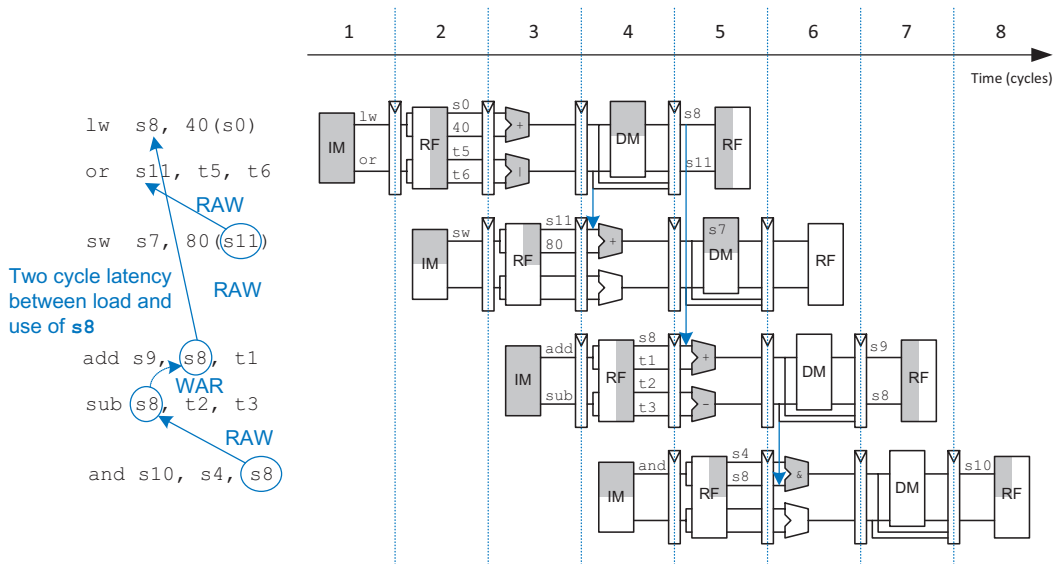 1 2 3 4 5 6 7 8
Time (cycles)
lw s8, 40(s0)
or s11, t5, t6
RAW
sw s7, 80(s11)
Two cycle latency
between load and
use of s8
RAW
add s9, s8, t1
WAR
sub s8, t2, t3
RAW
and s10, s4, s8
IM
lw
or
RF
s0
40
t5
t6
+
|
DM
s8
s11
RF
IM
sw
RF
s11
80
+
s7
DM
RF
IM
add
sub
RF
s8
t1
t2
t3
+
-
DM
s9
s8
RF
IM
and
RF
s4
s8
&
DM
s10
RF